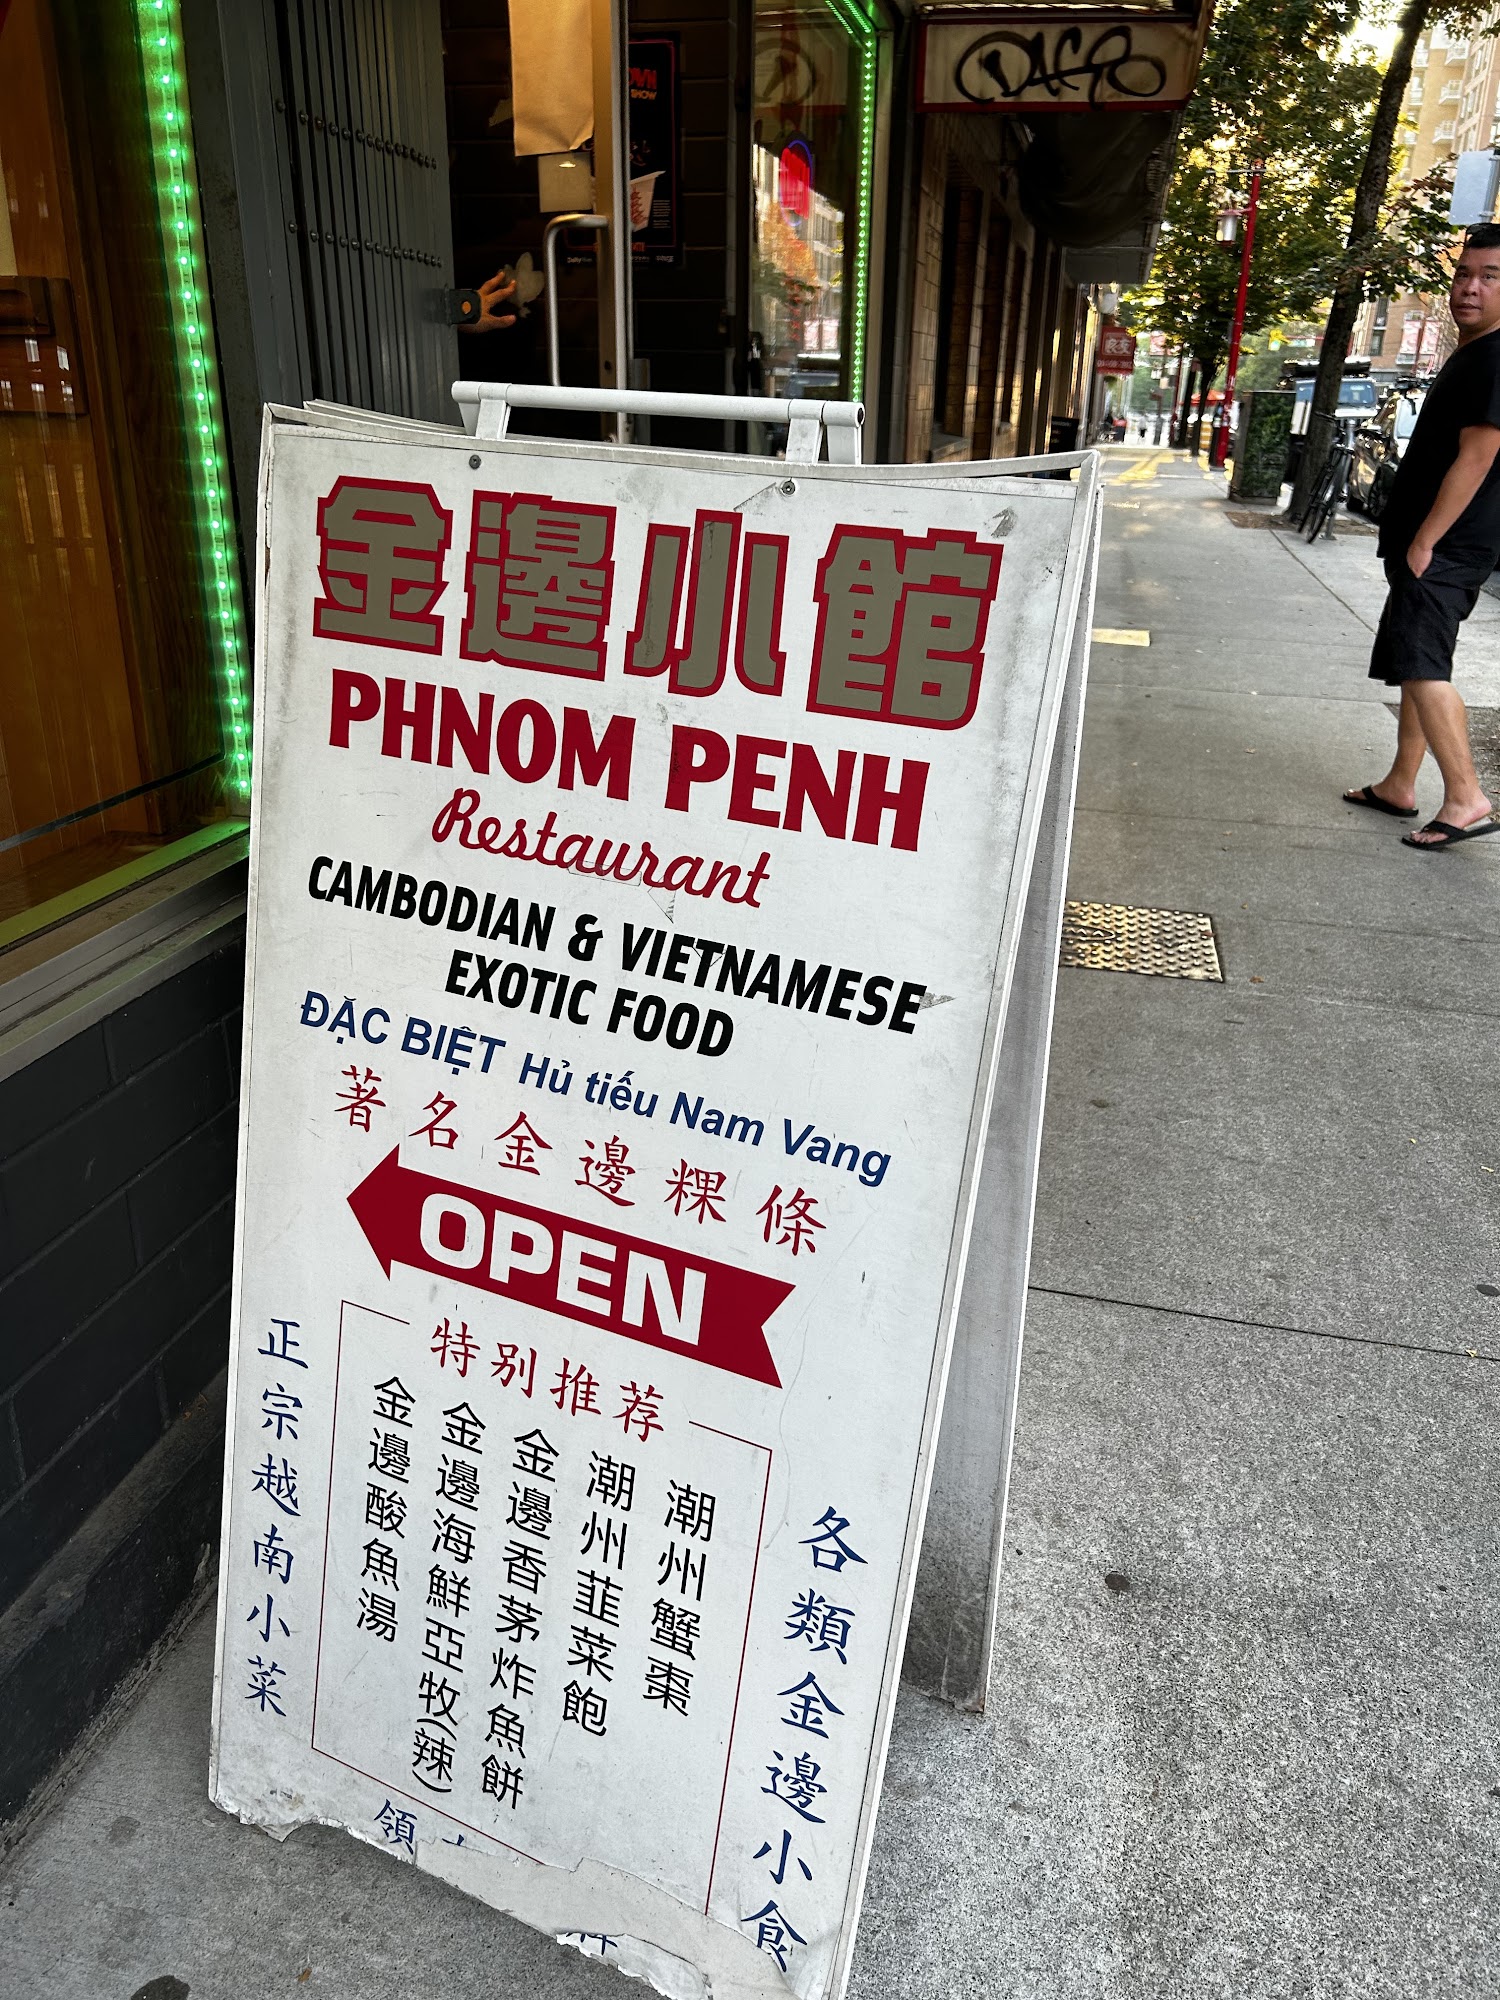 金邊小館
PHNOM PENH
Restaurant
CAMBODIAN & VIETNAMESE
EXOTIC FOOD
ĐẶC BIỆT Hủ tiếu Nam Vang
著名金邊粿條
OPEN
特别推荐
各類金邊小食
潮州蟹棗
潮州韮菜飽
金邊香茅炸魚餅
金邊海鮮亞牧(辣)
金邊酸魚湯
正宗越南小菜
領
SHOW